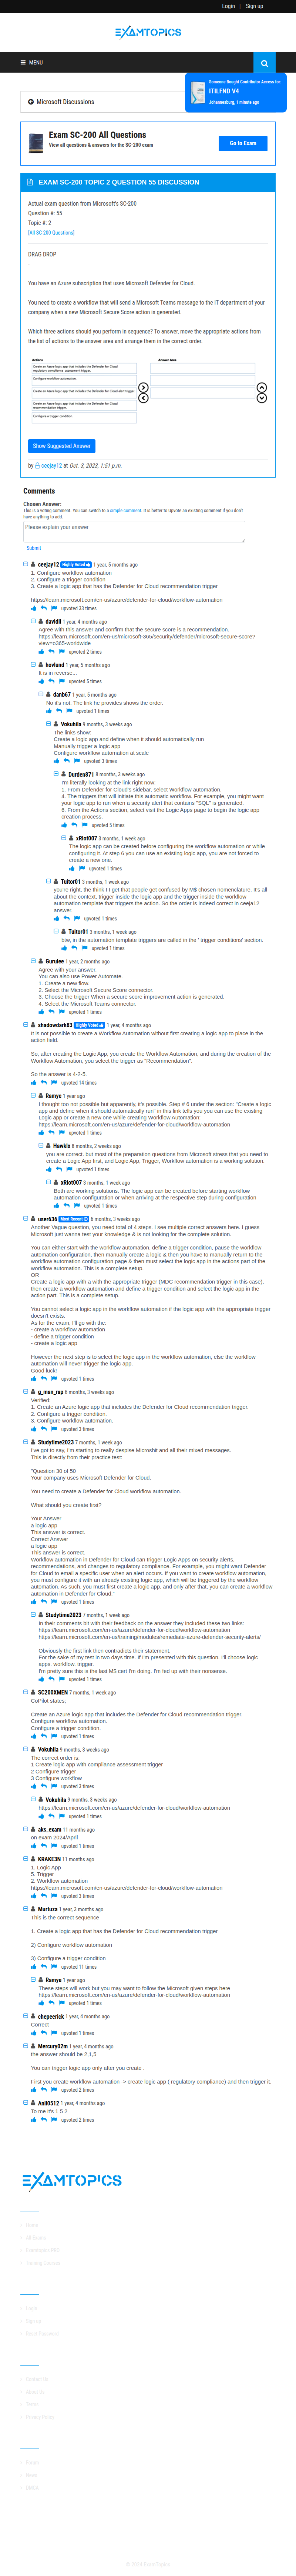 Login | Sign up
EXAMTOPICS
MENU
Someone Bought Contributor Access for:
ITILFND V4
Johannesburg, 1 minute ago
Microsoft Discussions
Exam SC-200 All Questions
View all questions & answers for the SC-200 exam
Go to Exam
EXAM SC-200 TOPIC 2 QUESTION 55 DISCUSSION
Actual exam question from Microsoft's SC-200
Question #: 55
Topic #: 2
[All SC-200 Questions]
DRAG DROP
-
You have an Azure subscription that uses Microsoft Defender for Cloud.
You need to create a workflow that will send a Microsoft Teams message to the IT department of your
company when a new Microsoft Secure Score action is generated.
Which three actions should you perform in sequence? To answer, move the appropriate actions from
the list of actions to the answer area and arrange them in the correct order.
Actions
Answer Area
Create an Azure logic app that includes the Defender for Cloud
regulatory compliance assessment trigger.
Configure workflow automation.
Create an Azure logic app that includes the Defender for Cloud alert trigger.
Create an Azure logic app that includes the Defender for Cloud
recommendation trigger.
Configure a trigger condition.
Show Suggested Answer
by ceejay12 at Oct. 3, 2023, 1:51 p.m.
Comments
Chosen Answer:
This is a voting comment. You can switch to a simple comment. It is better to Upvote an existing comment if you don't
have anything to add.
Please explain your answer
Submit
ceejay12 Highly Voted 1 year, 5 months ago
1. Configure workflow automation
2. Configure a trigger condition
3. Create a logic app that has the Defender for Cloud recommendation trigger
https://learn.microsoft.com/en-us/azure/defender-for-cloud/workflow-automation
upvoted 33 times
davidli 1 year, 4 months ago
Agree with this answer and confirm that the secure score is a recommendation.
https://learn.microsoft.com/en-us/microsoft-365/security/defender/microsoft-secure-score?
view=o365-worldwide
upvoted 2 times
hovlund 1 year, 5 months ago
It is in reverse...
upvoted 5 times
danb67 1 year, 5 months ago
No it's not. The link he provides shows the order.
upvoted 1 times
Vokuhila 9 months, 3 weeks ago
The links show:
Create a logic app and define when it should automatically run
Manually trigger a logic app
Configure workflow automation at scale
upvoted 3 times
Durden871 8 months, 3 weeks ago
I'm literally looking at the link right now:
1. From Defender for Cloud's sidebar, select Workflow automation.
4. The triggers that will initiate this automatic workflow. For example, you might want
your logic app to run when a security alert that contains "SQL" is generated.
6. From the Actions section, select visit the Logic Apps page to begin the logic app
creation process.
upvoted 5 times
xRiot007 3 months, 1 week ago
The logic app can be created before configuring the workflow automation or while
configuring it. At step 6 you can use an existing logic app, you are not forced to
create a new one.
upvoted 1 times
Tuitor01 3 months, 1 week ago
you're right, the think I I get that people get confused by MS changed nomenclature. It's all
about the context, trigger inside the logic app and then the trigger inside the workflow
automation template that triggers the action. So the order is indeed correct in ceeja12
answer.
upvoted 1 times
Tuitor01 3 months, 1 week ago
btw, in the automation template triggers area called in the ' trigger conditions' section.
upvoted 1 times
Gurulee 1 year, 2 months ago
Agree with your answer.
You can also use Power Automate.
1. Create a new flow.
2. Select the Microsoft Secure Score connector.
3. Choose the trigger When a secure score improvement action is generated.
4. Select the Microsoft Teams connector.
upvoted 1 times
shadowdark83 Highly Voted 1 year, 4 months ago
It is not possible to create a Workflow Automation without first creating a logic app to place in the
action field.
So, after creating the Logic App, you create the Workflow Automation, and during the creation of the
Workflow Automation, you select the trigger as "Recommendation".
So the answer is 4-2-5.
upvoted 14 times
Ramye 1 year ago
I thought too not possible but apparently, it's possible. Step # 6 under the section: "Create a logic
app and define when it should automatically run" in this link tells you you can use the existing
Logic app or create a new one while creating Workflow Automation:
https://learn.microsoft.com/en-us/azure/defender-for-cloud/workflow-automation
upvoted 1 times
Hawkix 8 months, 2 weeks ago
you are correct, but most of the preparation questions from Microsoft stress that you need to
create a Logic App first, and Logic App, Trigger, Workflow automation is a working solution.
upvoted 1 times
xRiot007 3 months, 1 week ago
Both are working solutions. The logic app can be created before starting workflow
automation configuration or when arriving at the respective step during configuration
upvoted 1 times
user636 Most Recent 6 months, 3 weeks ago
Another Vague question, you need total of 4 steps. I see multiple correct answers here. I guess
Microsoft just wanna test your knowledge & is not looking for the complete solution.
You can either start with the workflow automation, define a trigger condition, pause the workflow
automation configuration, then manually create a logic & then you have to manually return to the
workflow automation configuration page & then must select the logic app in the actions part of the
workflow automation. This is a complete setup.
OR
Create a logic app with a with the appropriate trigger (MDC recommendation trigger in this case),
then create a workflow automation and define a trigger condition and select the logic app in the
action part. This is a complete setup.
You cannot select a logic app in the workflow automation if the logic app with the appropriate trigger
doesn't exists.
As for the exam, I'll go with the:
- create a workflow automation
- define a trigger condition
- create a logic app
However the next step is to select the logic app in the workflow automation, else the workflow
automation will never trigger the logic app.
Good luck!
upvoted 1 times
g_man_rap 6 months, 3 weeks ago
Verified:
1. Create an Azure logic app that includes the Defender for Cloud recommendation trigger.
2. Configure a trigger condition.
3. Configure workflow automation.
upvoted 3 times
Studytime2023 7 months, 1 week ago
I've got to say, I'm starting to really despise Microshit and all their mixed messages.
This is directly from their practice test:
"Question 30 of 50
Your company uses Microsoft Defender for Cloud.
You need to create a Defender for Cloud workflow automation.
What should you create first?
Your Answer
a logic app
This answer is correct.
Correct Answer
a logic app
This answer is correct.
Workflow automation in Defender for Cloud can trigger Logic Apps on security alerts,
recommendations, and changes to regulatory compliance. For example, you might want Defender
for Cloud to email a specific user when an alert occurs. If you want to enable workflow automation,
and you are not using an already existing logic app, which will be triggered by the workflow
automation. As such, you must first create a logic app, and only after that, you can create a workflow
automation in Defender for Cloud."
upvoted 1 times
Studytime2023 7 months, 1 week ago
In their comments bid with their feedback on the answer they included these two links:
https://learn.microsoft.com/en-us/azure/defender-for-cloud/workflow-automation
https://learn.microsoft.com/en-us/training/modules/remediate-azure-defender-security-alerts/
Obviously the first link then contradicts their statement.
For the sake of my test in two days time. If I'm presented with this question. I'll choose logic
apps. workflow. trigger.
I'm pretty sure this is the last M$ cert I'm doing. I'm fed up with their nonsense.
upvoted 1 times
SC200XMEN 7 months, 1 week ago
CoPilot states:
Create an Azure logic app that includes the Defender for Cloud recommendation trigger.
Configure workflow automation.
Configure a trigger condition.
upvoted 1 times
Vokuhila 9 months, 3 weeks ago
The correct order is:
1 Create logic app with compliance assessment trigger
2 Configure trigger
3 Configure workflow
upvoted 3 times
Vokuhila 9 months, 3 weeks ago
https://learn.microsoft.com/en-us/azure/defender-for-cloud/workflow-automation
upvoted 1 times
aks_exam 11 months ago
on exam 2024/April
upvoted 1 times
KRAKE3N 11 months ago
1. Logic App
5. Trigger
2. Workflow automation
https://learn.microsoft.com/en-us/azure/defender-for-cloud/workflow-automation
upvoted 3 times
Murtuza 1 year, 3 months ago
This is the correct sequence
1. Create a logic app that has the Defender for Cloud recommendation trigger
2) Configure workflow automation
3) Configure a trigger condition
upvoted 11 times
Ramye 1 year ago
These steps will work but you may want to follow the Microsoft given steps here
https://learn.microsoft.com/en-us/azure/defender-for-cloud/workflow-automation
upvoted 1 times
chepeerick 1 year, 4 months ago
Correct
upvoted 1 times
Mercury02m 1 year, 4 months ago
the answer should be 2,1,5
You can trigger logic app only after you create .
First you create workflow automation -> create logic app ( regulatory compliance) and then trigger it.
upvoted 2 times
Anil0512 1 year, 4 months ago
To me it's 1 5 2
upvoted 2 times
EXAMTOPICS